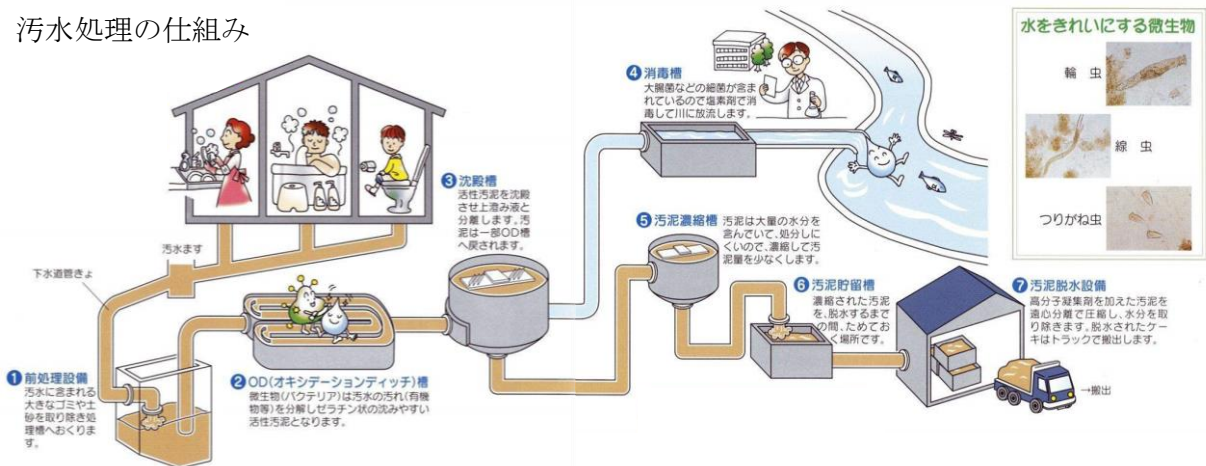 汚水処理の仕組み
水をきれいにする微生物
輪 虫
線 虫
つりがね虫
汚水ます
下水道管きょ
1 前処理設備
汚水に含まれる
大きなゴミや土
砂を取り除き処
理槽へおくりま
す。
2 OD(オキシデーションディッチ)槽
微生物(バクテリア)は汚水の汚れ(有機
物等)を分解しゼラチン状の沈みやすい
活性汚泥となります。
3 沈殿槽
活性汚泥を沈殿
させ上澄み液と
分離します。汚
泥は一部OD槽
へ戻されます。
4 消毒槽
大腸菌などの細菌が含ま
れているので塩素剤で消
毒して川に放流します。
5 汚泥濃縮槽
汚泥は大量の水分を
含んでいて、処分しに
くいので、濃縮して汚
泥量を少なくします。
6 汚泥貯留槽
濃縮された汚泥
を、脱水するまで
の間、ためてお
く場所です。
7 汚泥脱水設備
高分子凝集剤を加えた汚泥を
遠心分離で圧縮し、水分を取
り除きます。脱水されたケー
キはトラックで搬出します。
→搬出